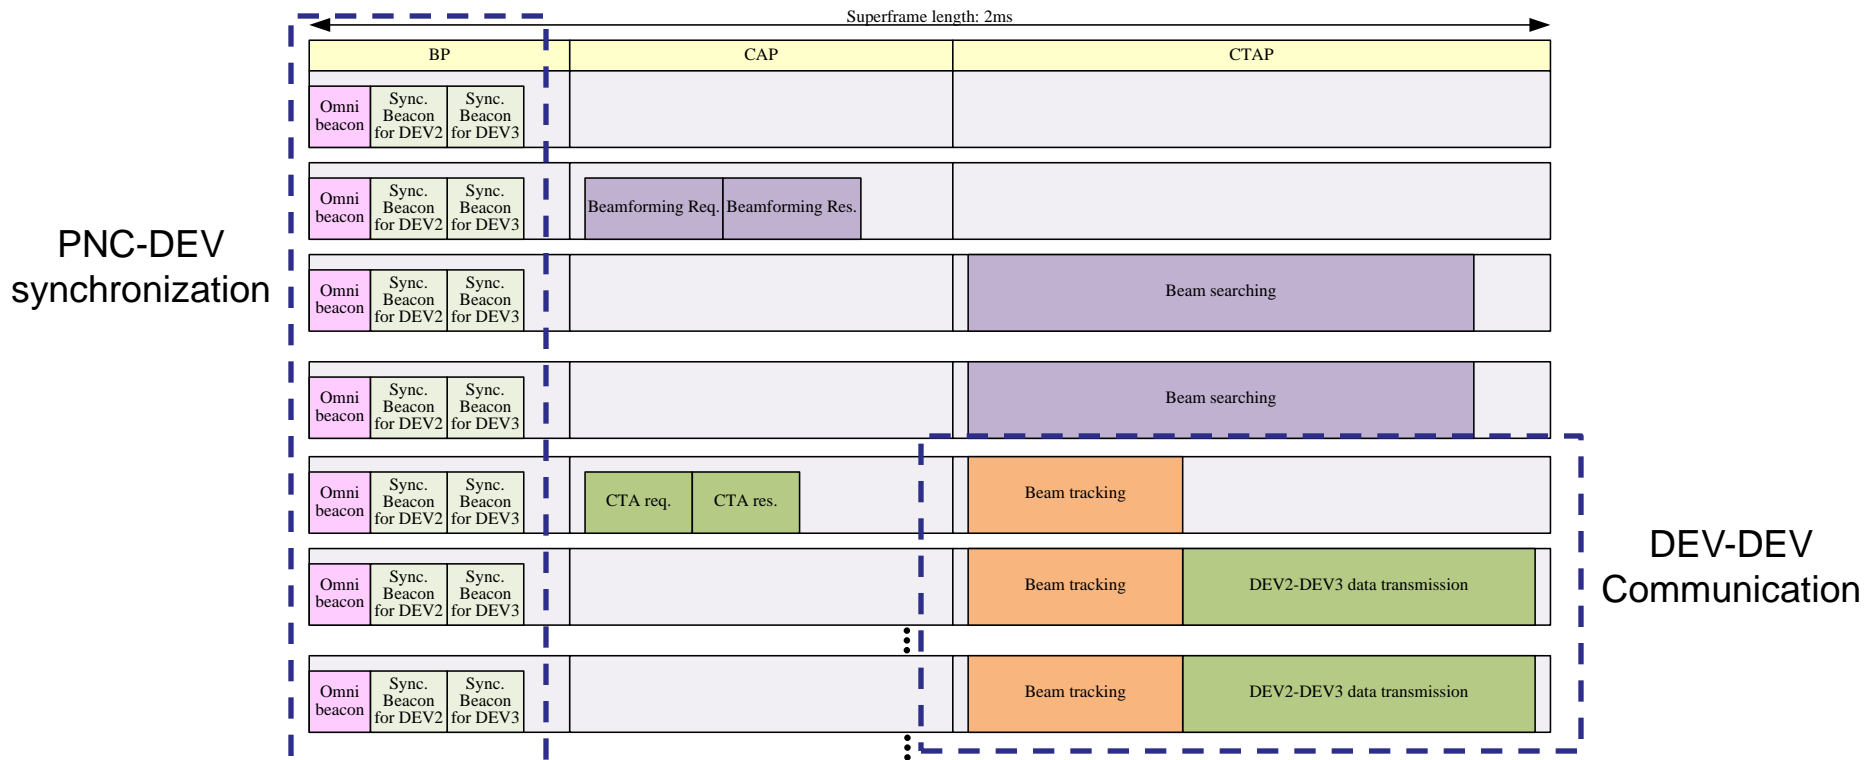 Superframe length: 2ms
BP CAP CTAP
Omni
beacon
Sync.
Beacon
for DEV2
Sync.
Beacon
for DEV3
Omni
beacon
Sync.
Beacon
for DEV2
Sync.
Beacon
for DEV3
Beamforming Req. Beamforming Res.
PNC-DEV
synchronization
Omni
beacon
Sync.
Beacon
for DEV2
Sync.
Beacon
for DEV3
Beam searching
Omni
beacon
Sync.
Beacon
for DEV2
Sync.
Beacon
for DEV3
Beam searching
Omni
beacon
Sync.
Beacon
for DEV2
Sync.
Beacon
for DEV3
CTA req. CTA res.
Beam tracking
Omni
beacon
Sync.
Beacon
for DEV2
Sync.
Beacon
for DEV3
Beam tracking
DEV2-DEV3 data transmission
DEV-DEV
Communication
Omni
beacon
Sync.
Beacon
for DEV2
Sync.
Beacon
for DEV3
Beam tracking
DEV2-DEV3 data transmission